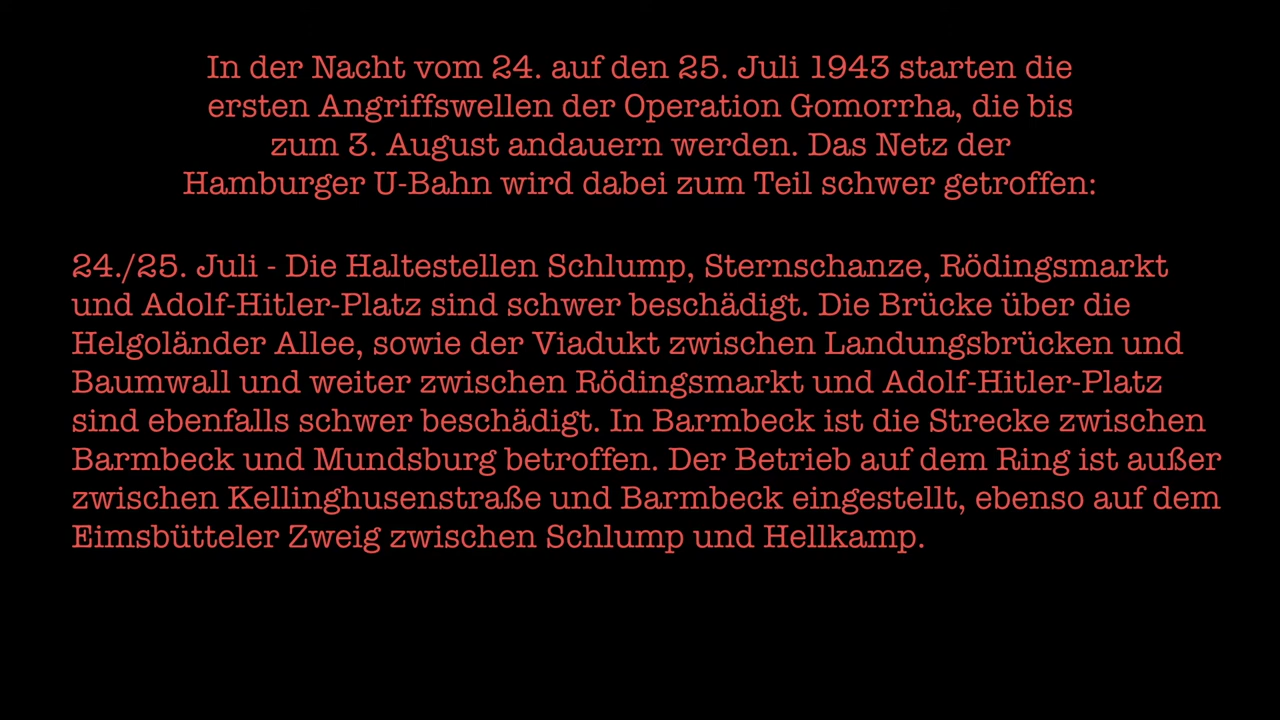 In der Nacht vom 24. auf den 25. Juli 1943 starten die
ersten Angriffswellen der Operation Gomorrha, die bis
zum 3. August andauern werden. Das Netz der
Hamburger U-Bahn wird dabei zum Teil schwer getroffen:
24./25. Juli - Die Haltestellen Schlump, Sternschanze, Rödingsmarkt
und Adolf-Hitler-Platz sind schwer beschädigt. Die Brücke über die
Helgoländer Allee, sowie der Viadukt zwischen Landungsbrücken und
Baumwall und weiter zwischen Rödingsmarkt und Adolf-Hitler-Platz
sind ebenfalls schwer beschädigt. In Barmbeck ist die Strecke zwischen
Barmbeck und Mundsburg betroffen. Der Betrieb auf dem Ring ist außer
zwischen Kellinghusenstraße und Barmbeck eingestellt, ebenso auf dem
Eimsbütteler Zweig zwischen Schlump und Hellkamp.